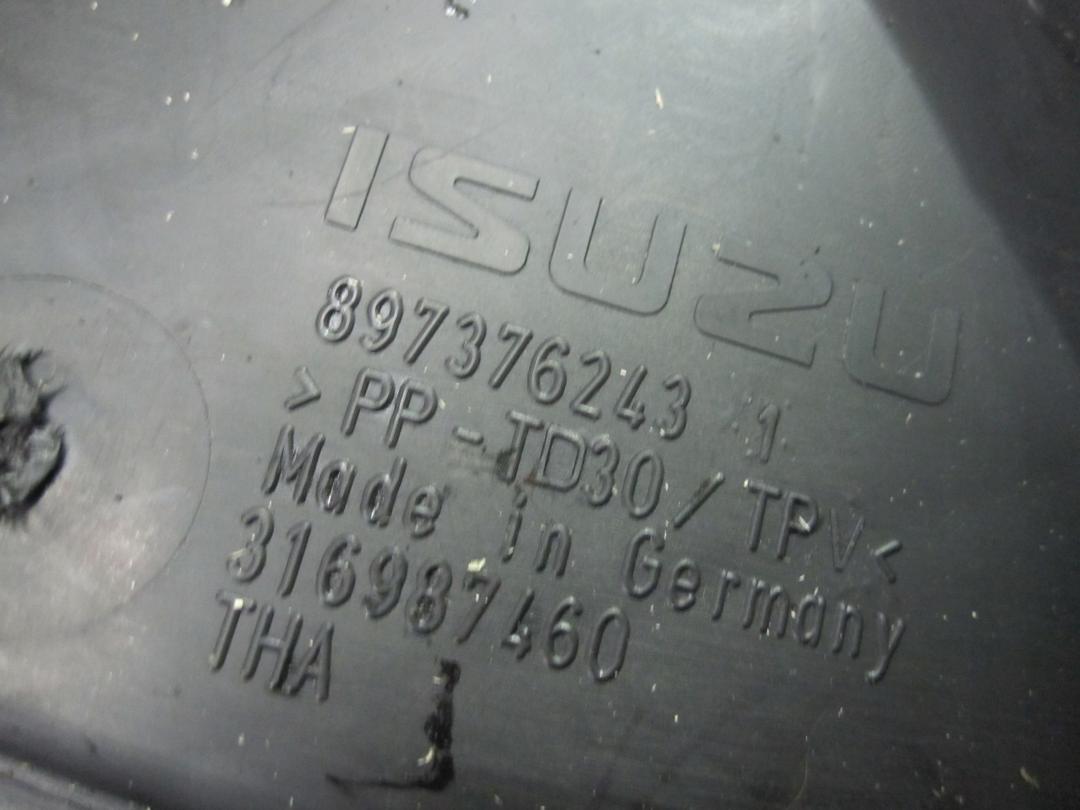 ISUZU
897376243 1
>PP-TD30/TPV<
Made in Germany
316987460
THA